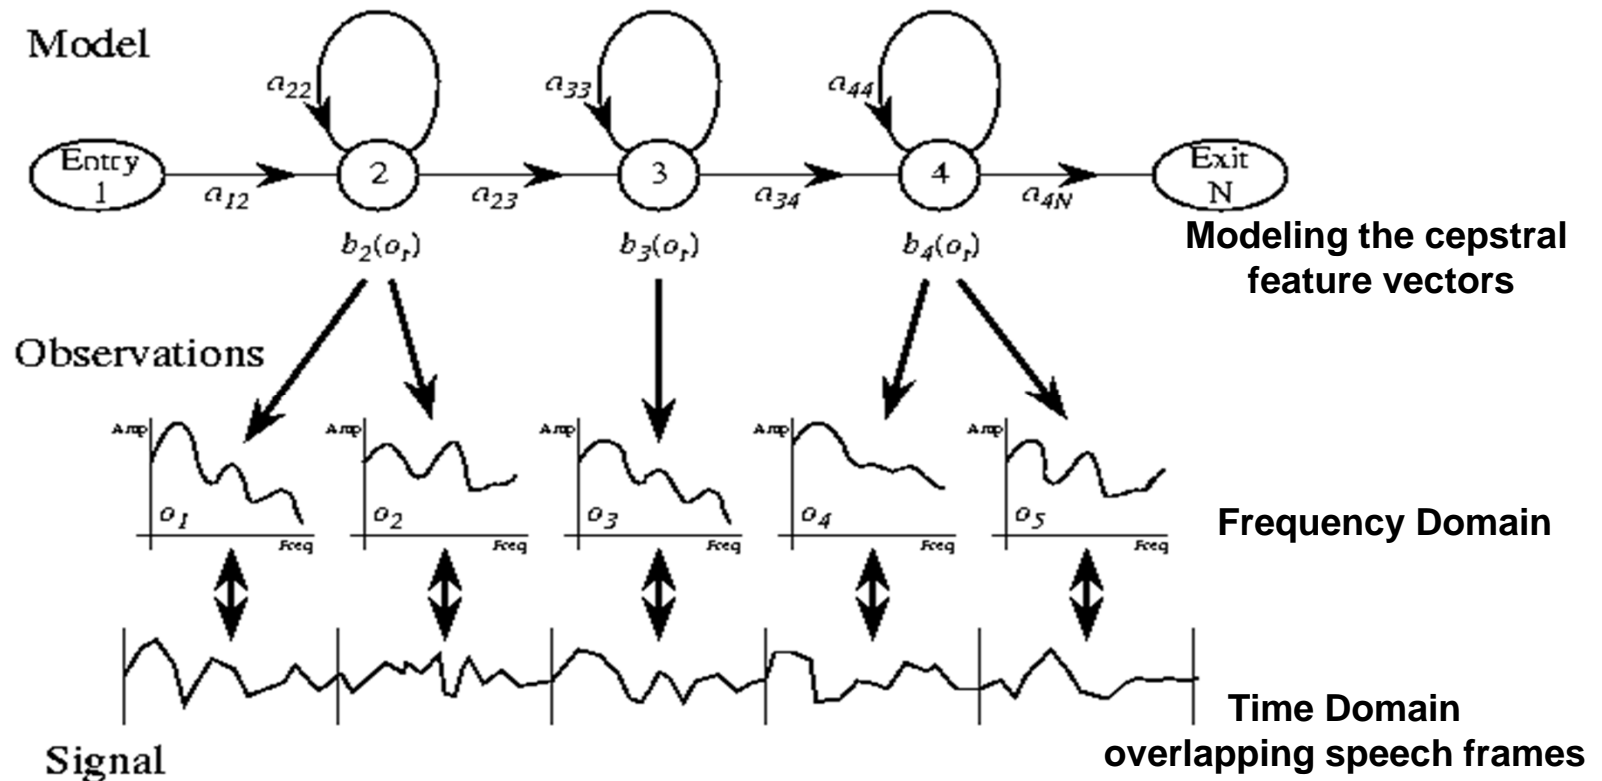 Model
a22
a33
a44
Entry
1
a12
2
a23
3
a34
4
a4N
Exit
N
b2(ot)
b3(ot)
b4(ot)
Modeling the cepstral
feature vectors
Observations
Amp
o1
Freq
Amp
o2
Freq
Amp
o3
Freq
Amp
o4
Freq
Amp
o5
Freq
Frequency Domain
Time Domain
overlapping speech frames
Signal